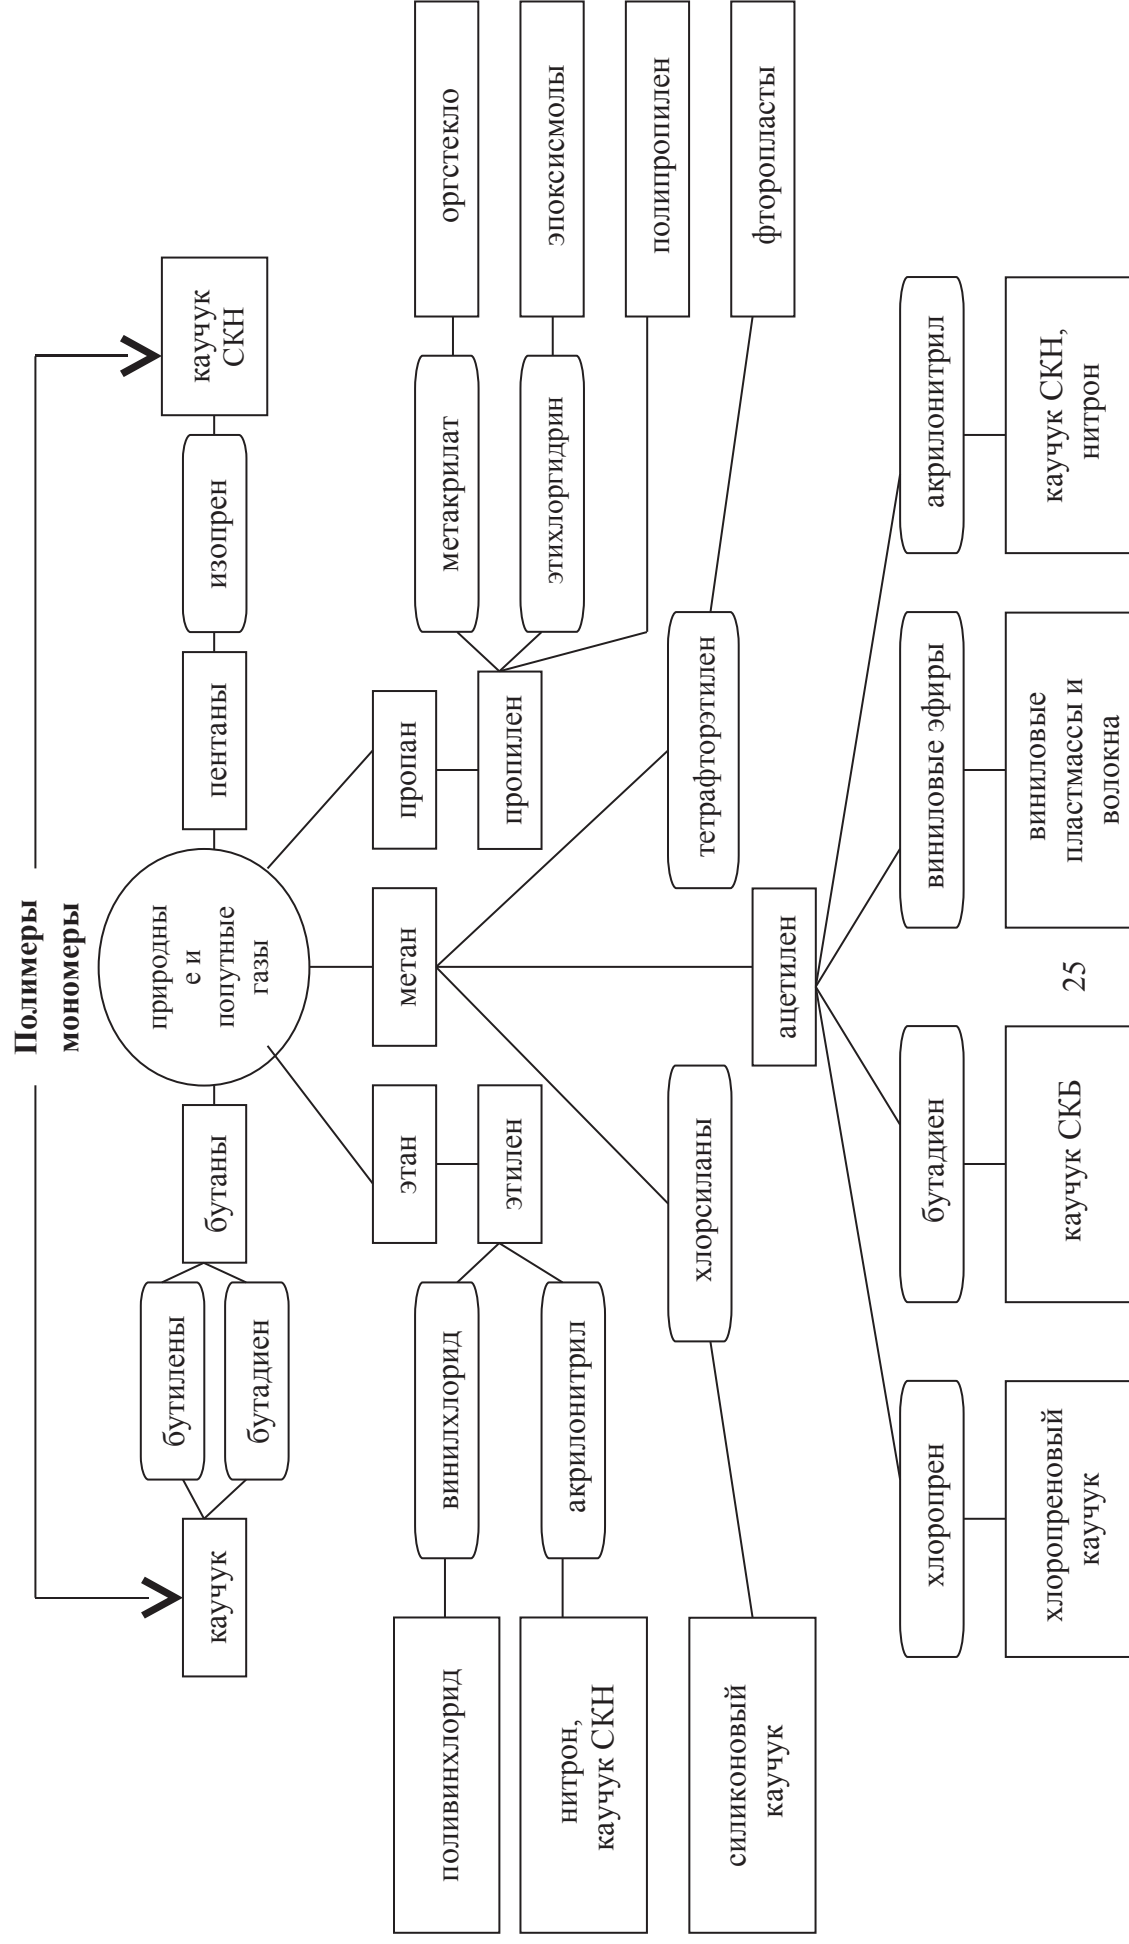 Полимеры
мономеры
каучук
бутилены
бутадиен
бутаны
природны
е и
попутные
газы
пентаны
изопрен
каучук
СКН
этан
метан
пропан
этилен
пропилен
поливинхлорид
винилхлорид
метакрилат
оргстекло
нитрон,
каучук СКН
акрилонитрил
этихлоргидрин
эпоксисмолы
полипропилен
силиконовый
каучук
хлорсиланы
тетрафторэтилен
фторопласты
ацетилен
хлоропрен
бутадиен
виниловые эфиры
акрилонитрил
хлоропреновый
каучук
каучук СКБ
25
виниловые
пластмассы и
волокна
каучук СКН,
нитрон